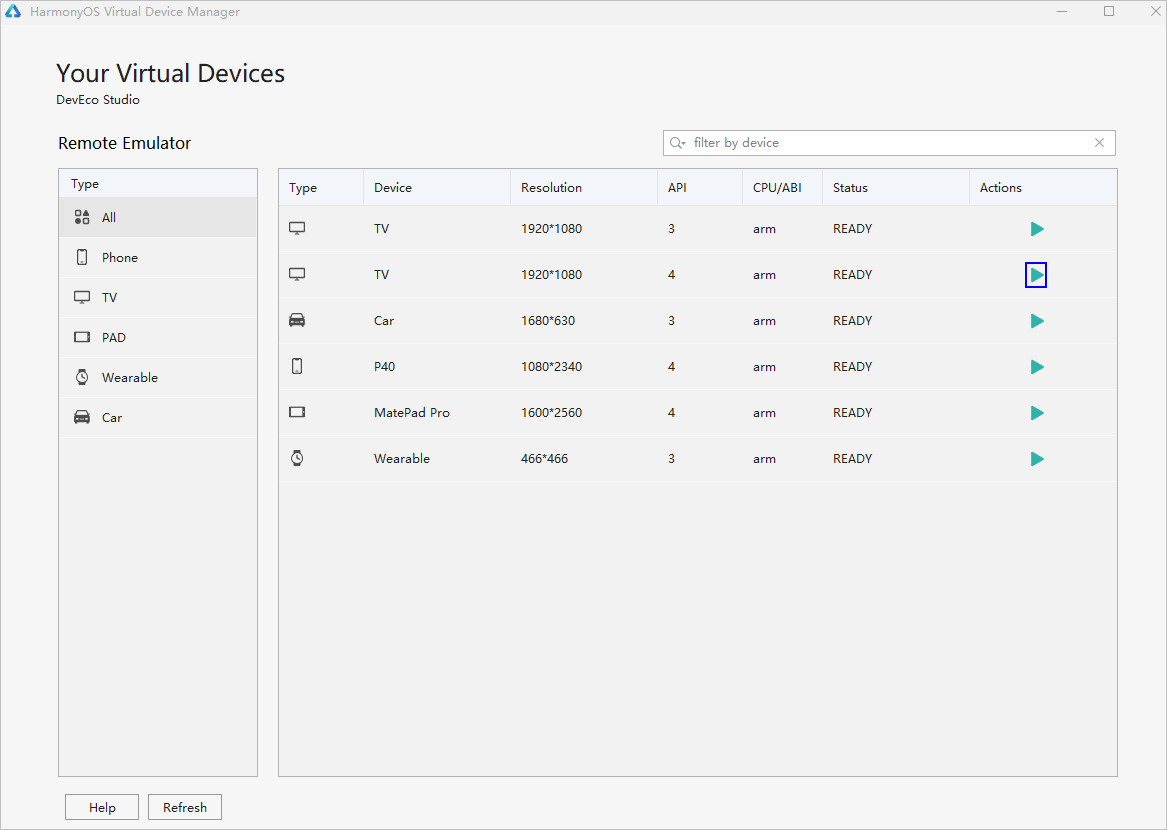 HarmonyOS Virtual Device Manager
Your Virtual Devices
DevEco Studio
Remote Emulator
filter by device
Type
All
Phone
TV
PAD
Wearable
Car
Type Device Resolution API CPU/ABI Status Actions
TV 1920*1080 3 arm READY
TV 1920*1080 4 arm READY
Car 1680*630 3 arm READY
P40 1080*2340 4 arm READY
MatePad Pro 1600*2560 4 arm READY
Wearable 466*466 3 arm READY
Help Refresh